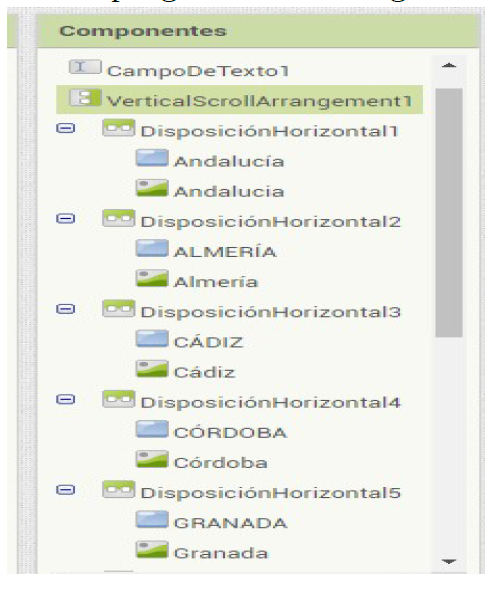 Componentes
CampoDeTexto1
VerticalScrollArrangement1
DisposiciónHorizontal1
Andalucía
Andalucia
DisposiciónHorizontal2
ALMERÍA
Almería
DisposiciónHorizontal3
CÁDIZ
Cádiz
DisposiciónHorizontal4
CÓRDOBA
Córdoba
DisposiciónHorizontal5
GRANADA
Granada